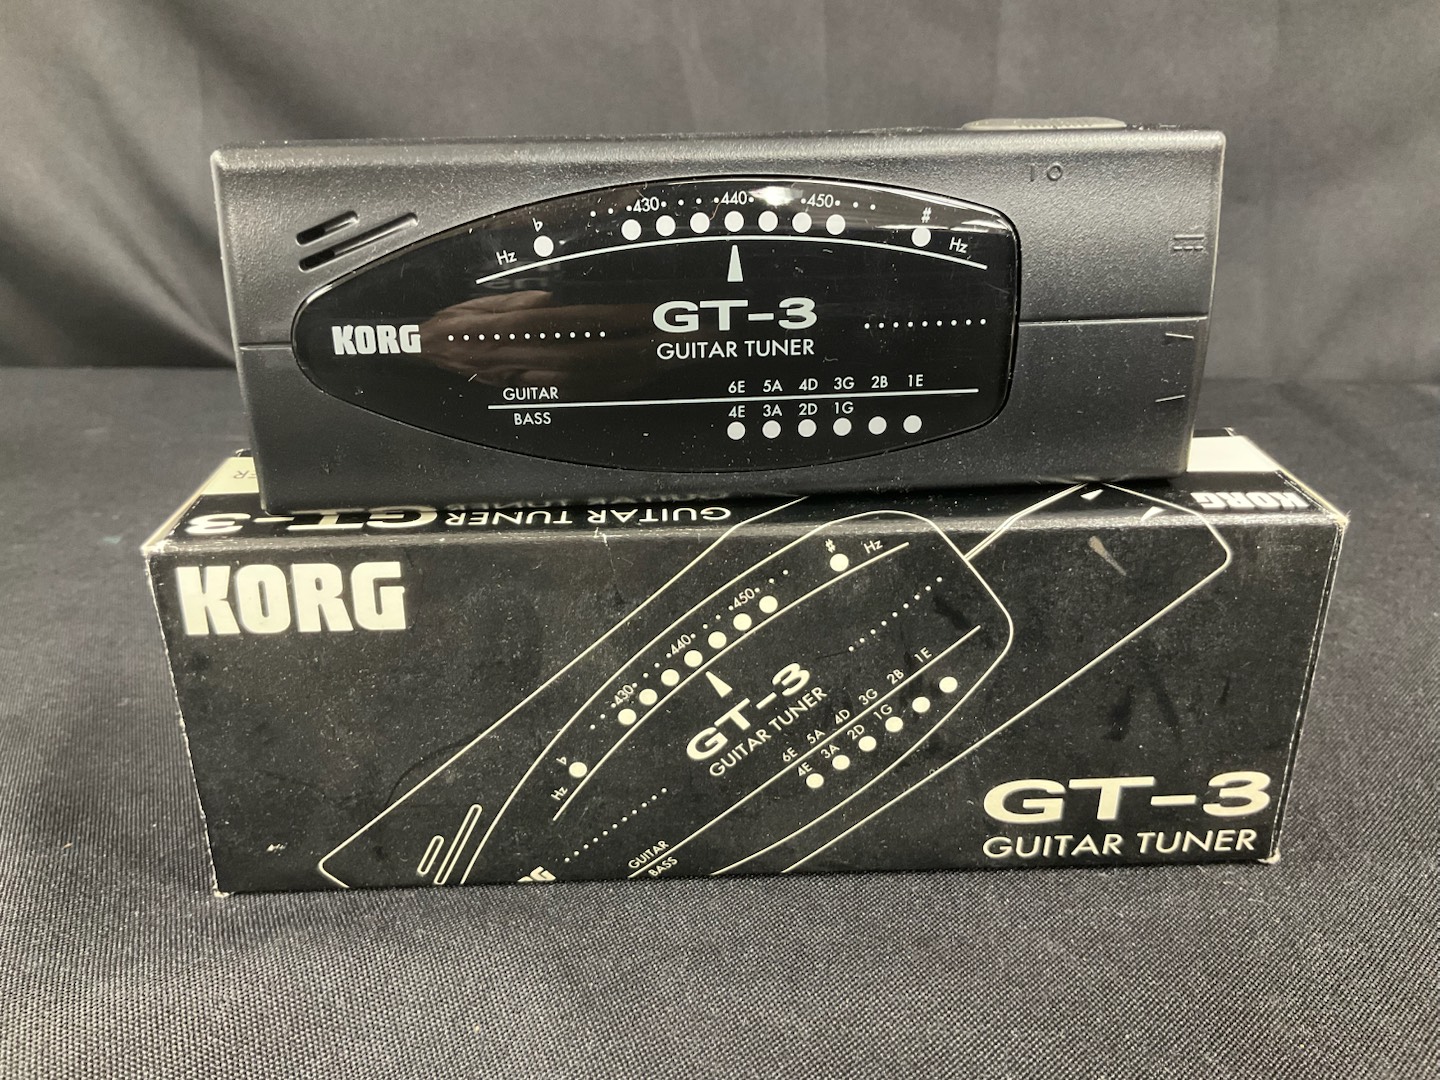 430 440 450
♭ #
Hz Hz
KORG
GT-3
GUITAR TUNER
GUITAR 6E 5A 4D 3G 2B 1E
BASS 4E 3A 2D 1G
GT-3 GUITAR TUNER
KORG
KORG
430 440 450
♭ #
Hz Hz
GT-3
GUITAR TUNER
GUITAR 6E 5A 4D 3G 2B 1E
BASS 4E 3A 2D 1G
GT-3
GUITAR TUNER